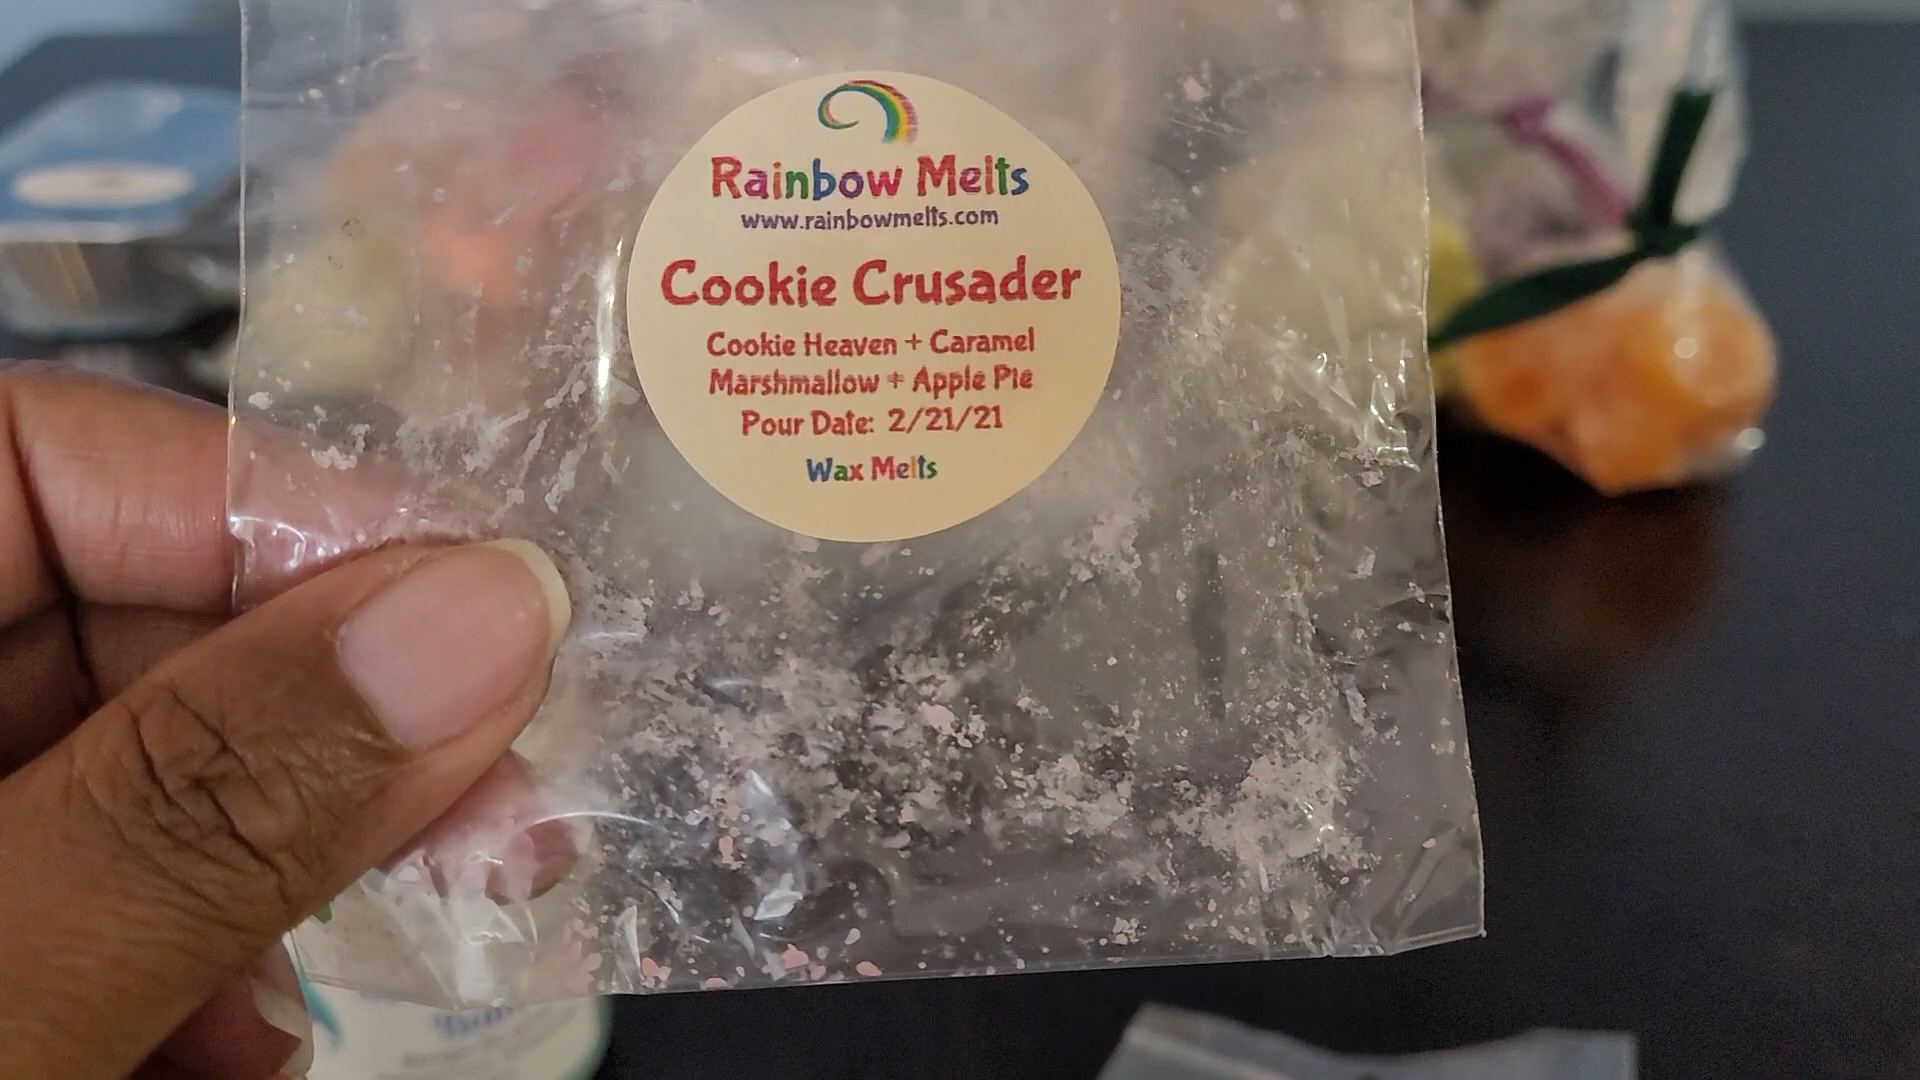 Rainbow Melts
www.rainbowmelts.com
Cookie Crusader
Cookie Heaven + Caramel
Marshmallow + Apple Pie
Pour Date: 2/21/21
Wax Melts